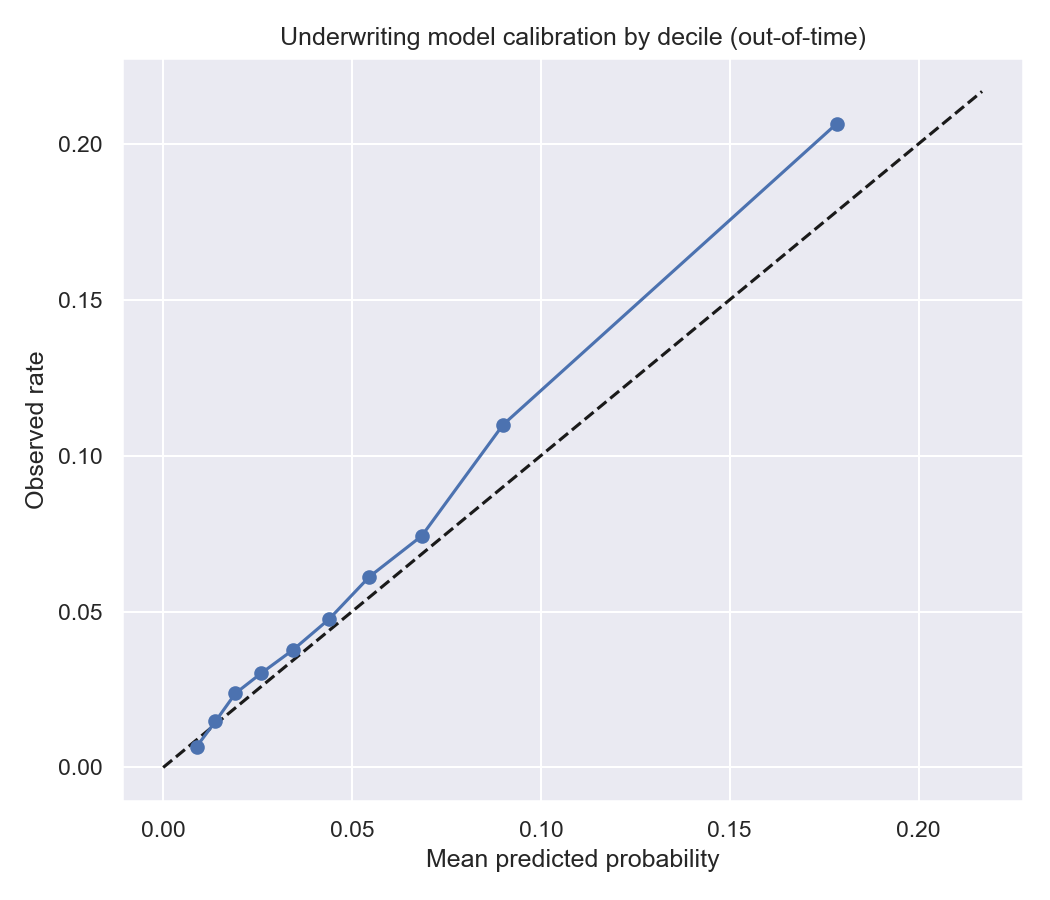 Underwriting model calibration by decile (out-of-time)
0.20
0.15
0.10
0.05
0.00
Observed rate
0.00 0.05 0.10 0.15 0.20
Mean predicted probability